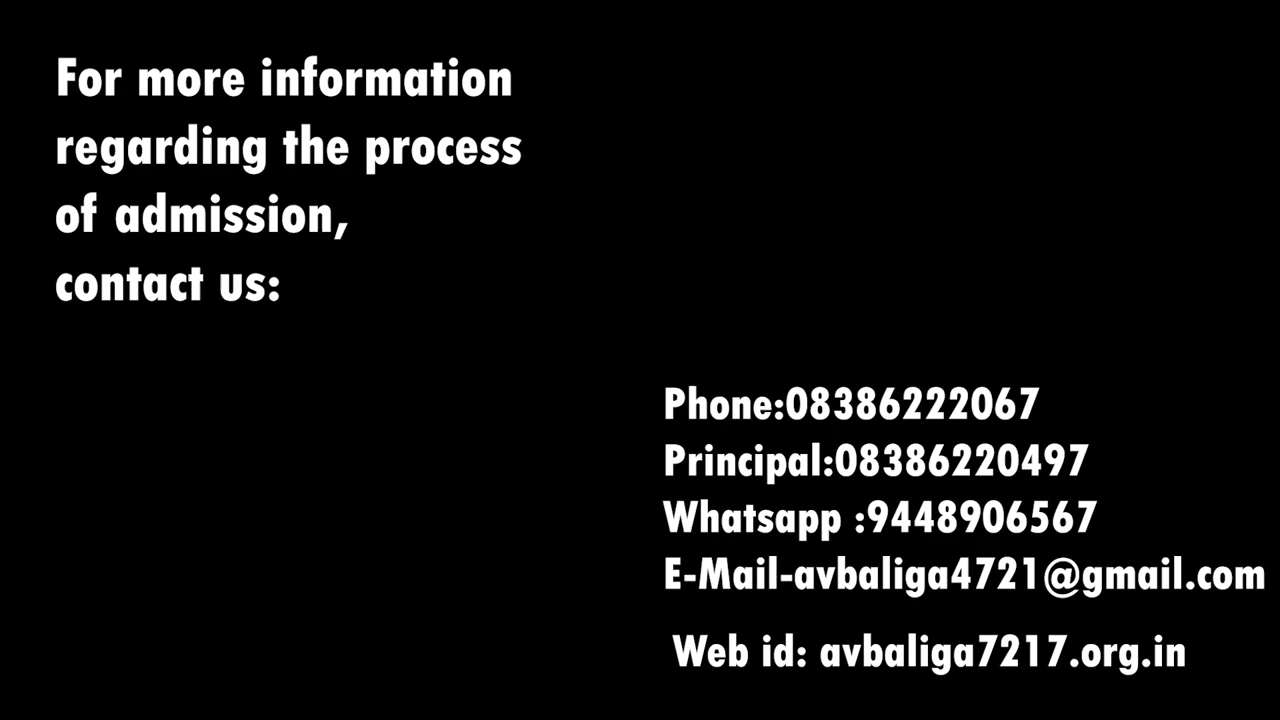 For more information
regarding the process
of admission,
contact us:
Phone:08386222067
Principal:08386220497
Whatsapp :9448906567
E-Mail-avbaliga4721@gmail.com
Web id: avbaliga7217.org.in